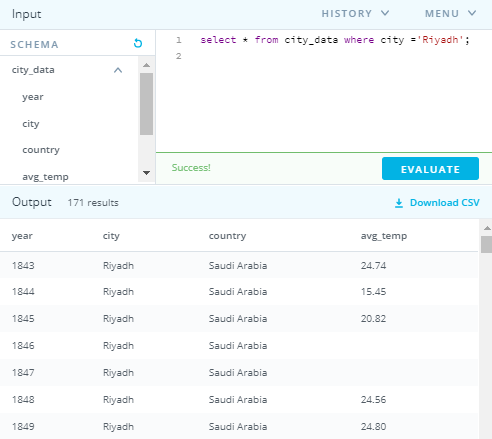 Input HISTORY MENU
SCHEMA
city_data
year
city
country
avg_temp
1 select * from city_data where city ='Riyadh';
2
Success! EVALUATE
Output 171 results Download CSV
year city country avg_temp
1843 Riyadh Saudi Arabia 24.74
1844 Riyadh Saudi Arabia 15.45
1845 Riyadh Saudi Arabia 20.82
1846 Riyadh Saudi Arabia
1847 Riyadh Saudi Arabia
1848 Riyadh Saudi Arabia 24.56
1849 Riyadh Saudi Arabia 24.80